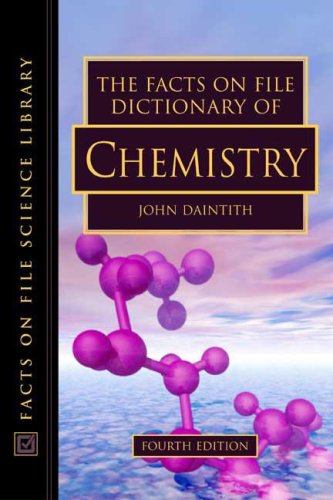 THE FACTS ON FILE
DICTIONARY OF
CHEMISTRY
JOHN DAINTITH
FOURTH EDITION
FACTS ON FILE SCIENCE LIBRARY